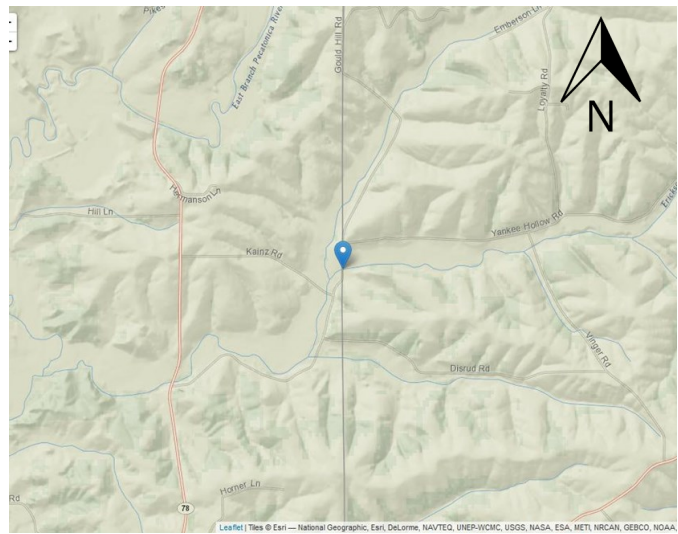 Pikes
Emberson Ln
Gould Hill Rd
East Branch Pecatonica River
Loyalty Rd
N
Hermanson Ln
Hill Ln
Yankee Hollow Rd
Kainz Rd
Vinger Rd
Disrud Rd
Horner Ln
Rd
78
Leaflet | Tiles © Esri — National Geographic, Esri, DeLorme, NAVTEQ, UNEP-WCMC, USGS, NASA, ESA, METI, NRCAN, GEBCO, NOAA,